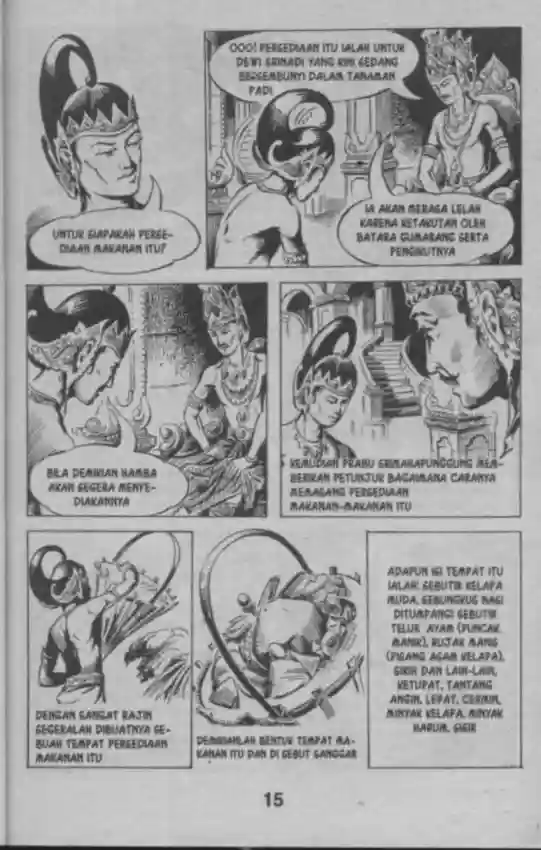 UNTUK SIAPAKAH PERSE-
DIAAN MAKANAN ITU?
OOO! PERSEDIAAN ITU IALAH UNTUK
DEWI SRINADI YANG KINI SEDANG
BERSEMBUNYI DALAM TANAMAN
PADI
IA AKAN MERASA LELAH
KARENA KETAKUTAN OLEH
BATARA GUMARANG SERTA
PENGIKUTNYA
BILA DEMIKIAN HAMBA
AKAN SEGERA MENYE-
DIAKANNYA
KEMUDIAN PRABU SRIMAHAPUNGGUNG MEM-
BERIKAN PETUNJUK BAGAIMANA CARANYA
MEMASANG PERSEDIAAN
MAKANAN-MAKANAN ITU
DENGAN SANGAT RAJIN
SEGERALAH DIBUATNYA SE-
BUAH TEMPAT PERSEDIAAN
MAKANAN ITU
DEMIKIANLAH BENTUK TEMPAT MA-
KANAN ITU DAN DI SEBUT SANGGAR
ADAPUN ISI TEMPAT ITU
IALAH: SEBUTIR KELAPA
MUDA, SEBUNGKUS NASI
DITUMPANGI SEBUTIR
TELUR AYAM (PUNCAK
MANIK), RUJAK MANIS
(PISANG ASAM KELAPA),
SIRIH DAN LAIN-LAIN,
KETUPAT, TANTANG
ANGIN, LEPAT, CERMIN,
MINYAK KELAPA, MINYAK
HARUM, SISIR
15